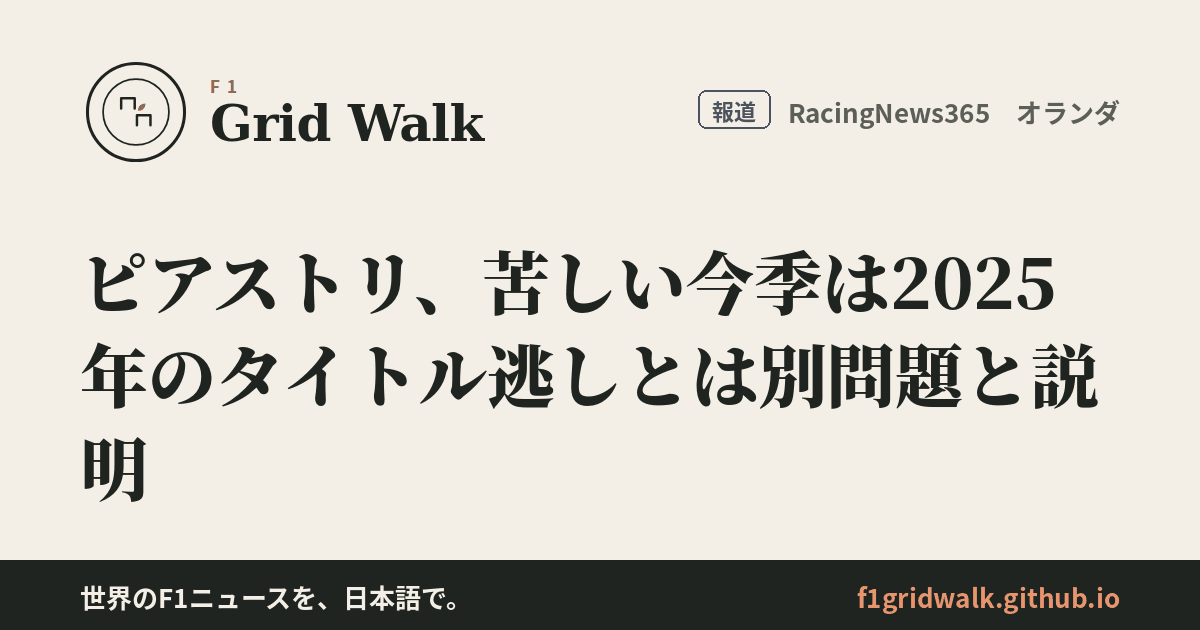 F1
Grid Walk
報道 RacingNews365 オランダ
ピアストリ、苦しい今季は2025
年のタイトル逃しとは別問題と説
明
世界のF1ニュースを、日本語で。
f1gridwalk.github.io